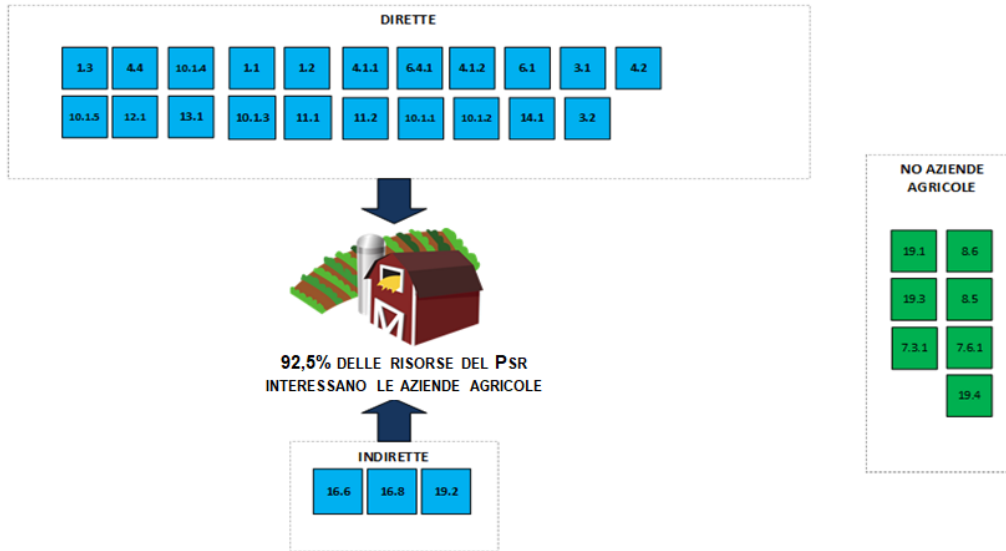 DIRETTE
1.3 4.4 10.1.4 1.1 1.2 4.1.1 6.4.1 4.1.2 6.1 3.1 4.2
10.1.5 12.1 13.1 10.1.3 11.1 11.2 10.1.1 10.1.2 14.1 3.2
92,5% DELLE RISORSE DEL PSR
INTERESSANO LE AZIENDE AGRICOLE
INDIRETTE
16.6 16.8 19.2
NO AZIENDE
AGRICOLE
19.1 8.6
19.3 8.5
7.3.1 7.6.1
19.4